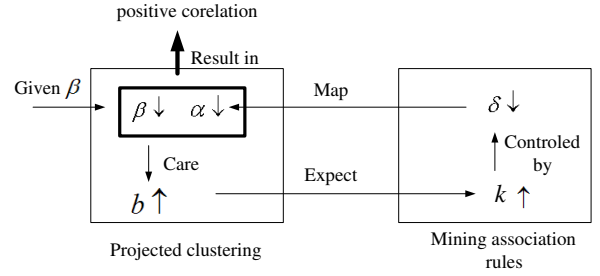 positive corelation
Result in
Given β
β↓ α↓
Map
δ↓
Care
Controled
by
b↑
Expect
k↑
Projected clustering
Mining association
rules